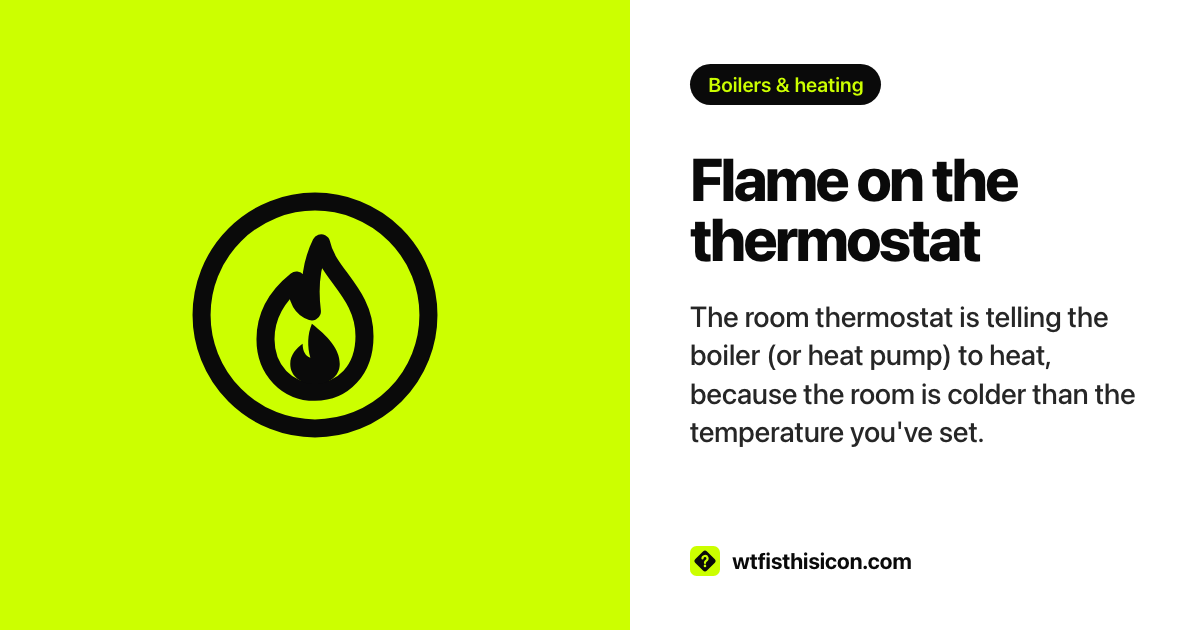 Boilers & heating
Flame on the
thermostat
The room thermostat is telling the
boiler (or heat pump) to heat,
because the room is colder than the
temperature you've set.
?
wtfisthisicon.com